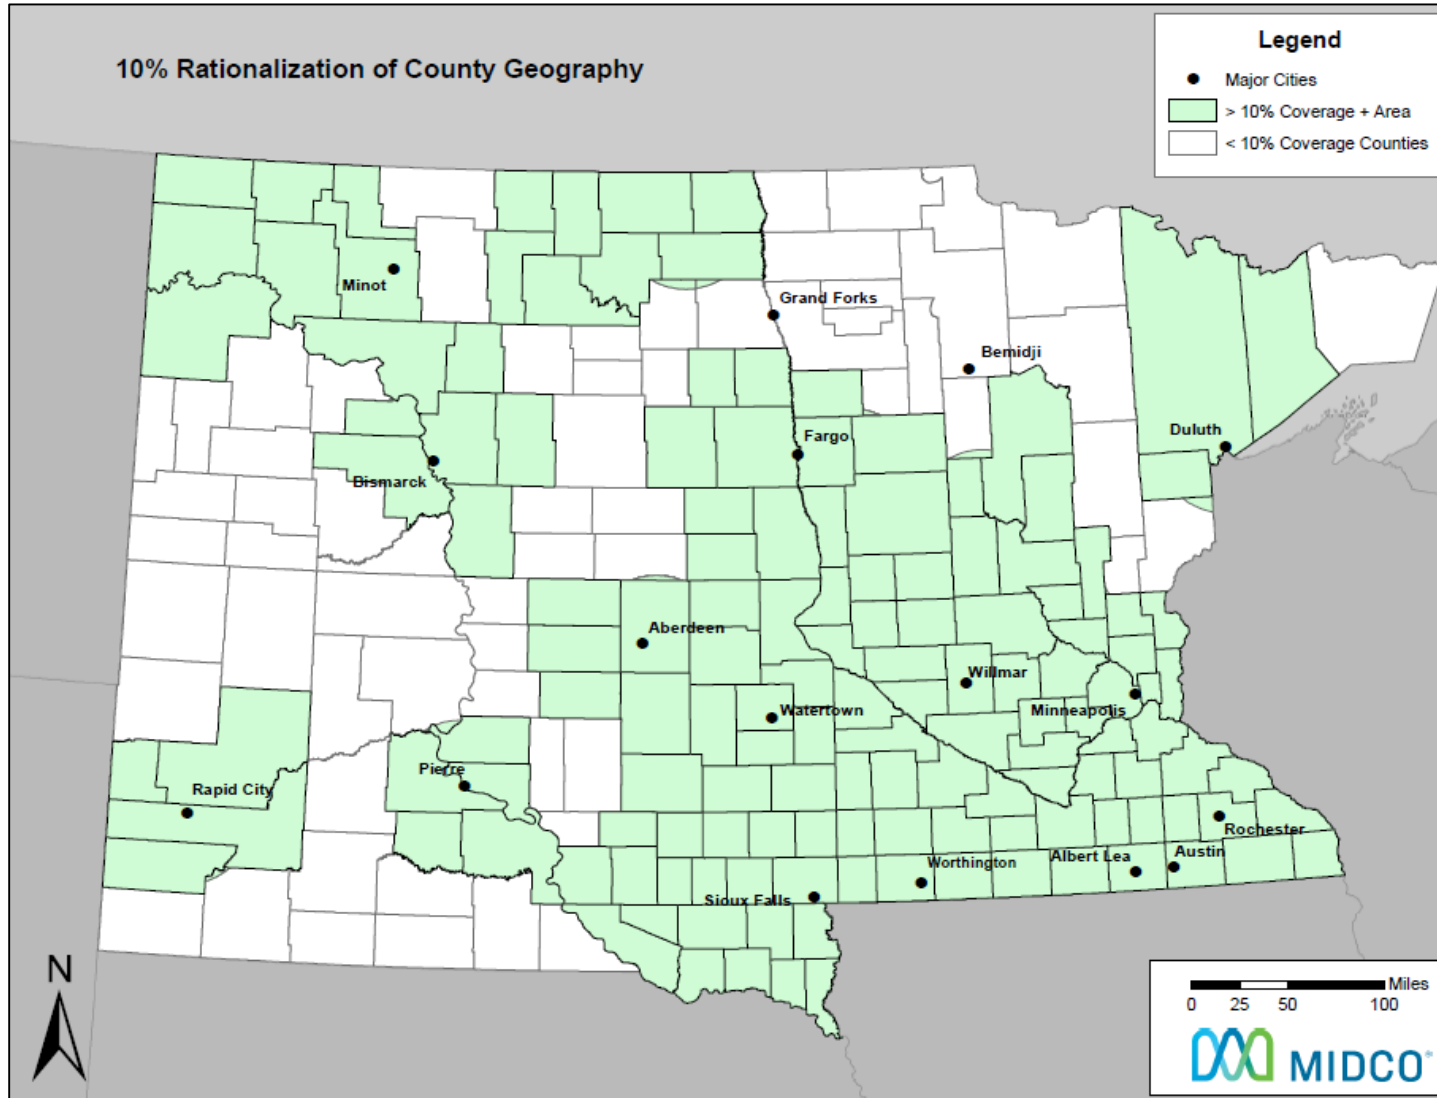 10% Rationalization of County Geography
Legend
Major Cities
> 10% Coverage + Area
< 10% Coverage Counties
Minot
Grand Forks
Bemidji
Duluth
Fargo
Bismarck
Aberdeen
Willmar
Watertown
Minneapolis
Pierre
Rapid City
Rochester
Worthington
Albert Lea
Austin
Sioux Falls
N
Miles
0 25 50 100
MIDCO®